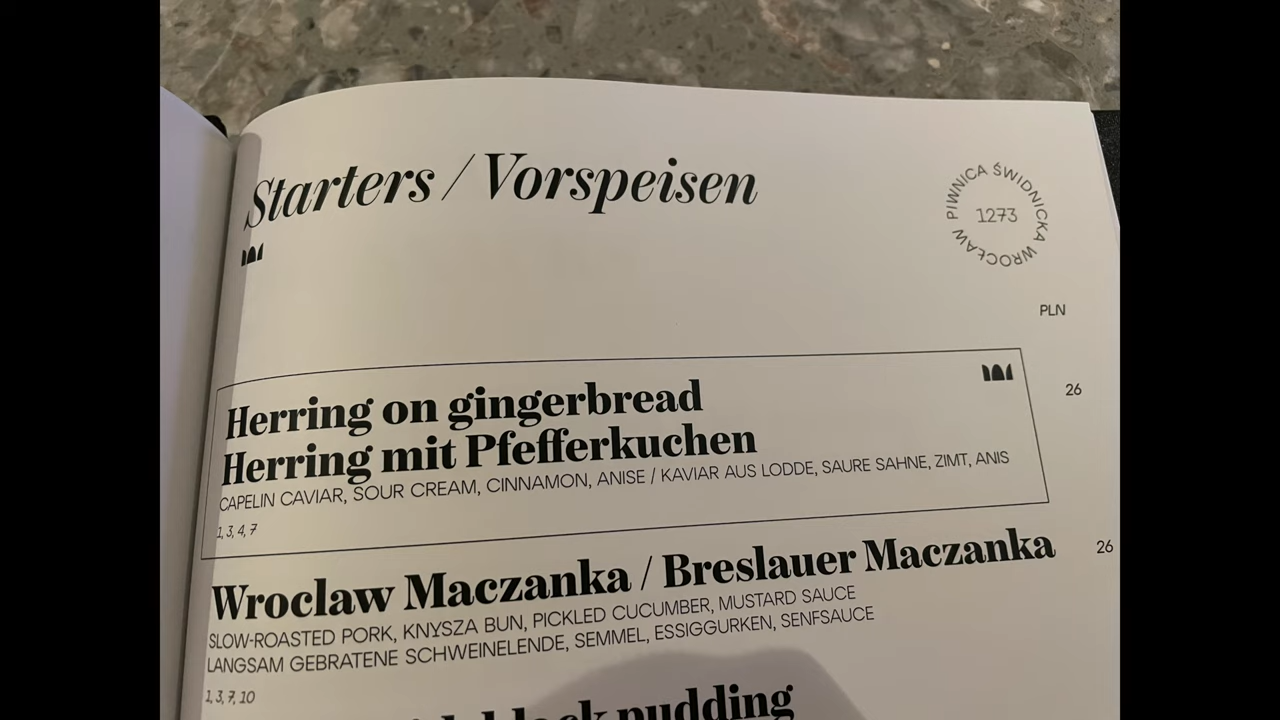 Starters / Vorspeisen
PIWNICA ŚWIDNICKA WROCŁAW
1273
PLN
Herring on gingerbread
26
Herring mit Pfefferkuchen
CAPELIN CAVIAR, SOUR CREAM, CINNAMON, ANISE / KAVIAR AUS LODDE, SAURE SAHNE, ZIMT, ANIS
1, 3, 4, 7
Wroclaw Maczanka / Breslauer Maczanka
26
SLOW-ROASTED PORK, KNYSZA BUN, PICKLED CUCUMBER, MUSTARD SAUCE
LANGSAM GEBRATENE SCHWEINELENDE, SEMMEL, ESSIGGURKEN, SENFSAUCE
1, 3, 7, 10
black pudding